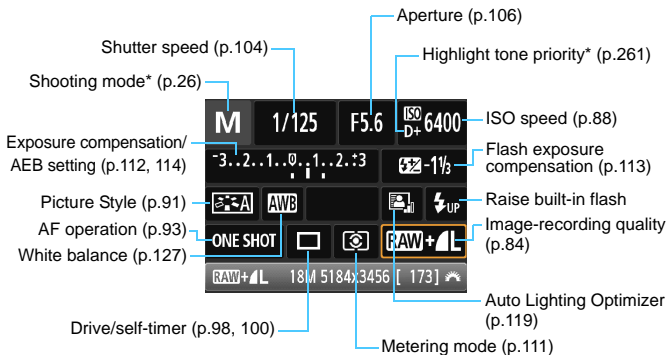 Aperture (p.106)
Shutter speed (p.104)
Highlight tone priority* (p.261)
Shooting mode* (p.26)
M 1/125 F5.6 ISO D+ 6400
ISO speed (p.88)
Exposure compensation/
AEB setting (p.112, 114)
-3..2..1..0..1..2.:3
-1⅓
Flash exposure
compensation (p.113)
Picture Style (p.91)
A AWB UP
Raise built-in flash
AF operation (p.93)
ONE SHOT RAW+L
Image-recording quality
(p.84)
White balance (p.127)
RAW+L 18M 5184x3456 [ 173]
Auto Lighting Optimizer
(p.119)
Drive/self-timer (p.98, 100)
Metering mode (p.111)